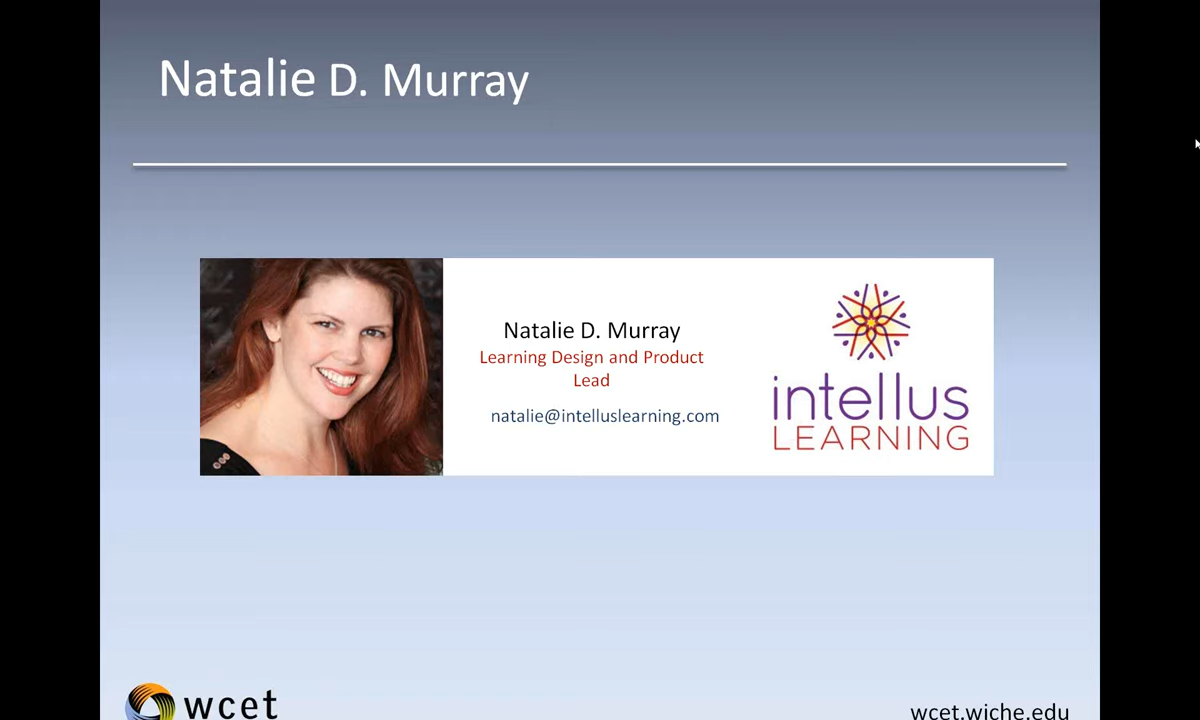 Natalie D. Murray
Natalie D. Murray
Learning Design and Product
Lead
natalie@intelluslearning.com
intellus
LEARNING
wcet
wcet.wiche.edu